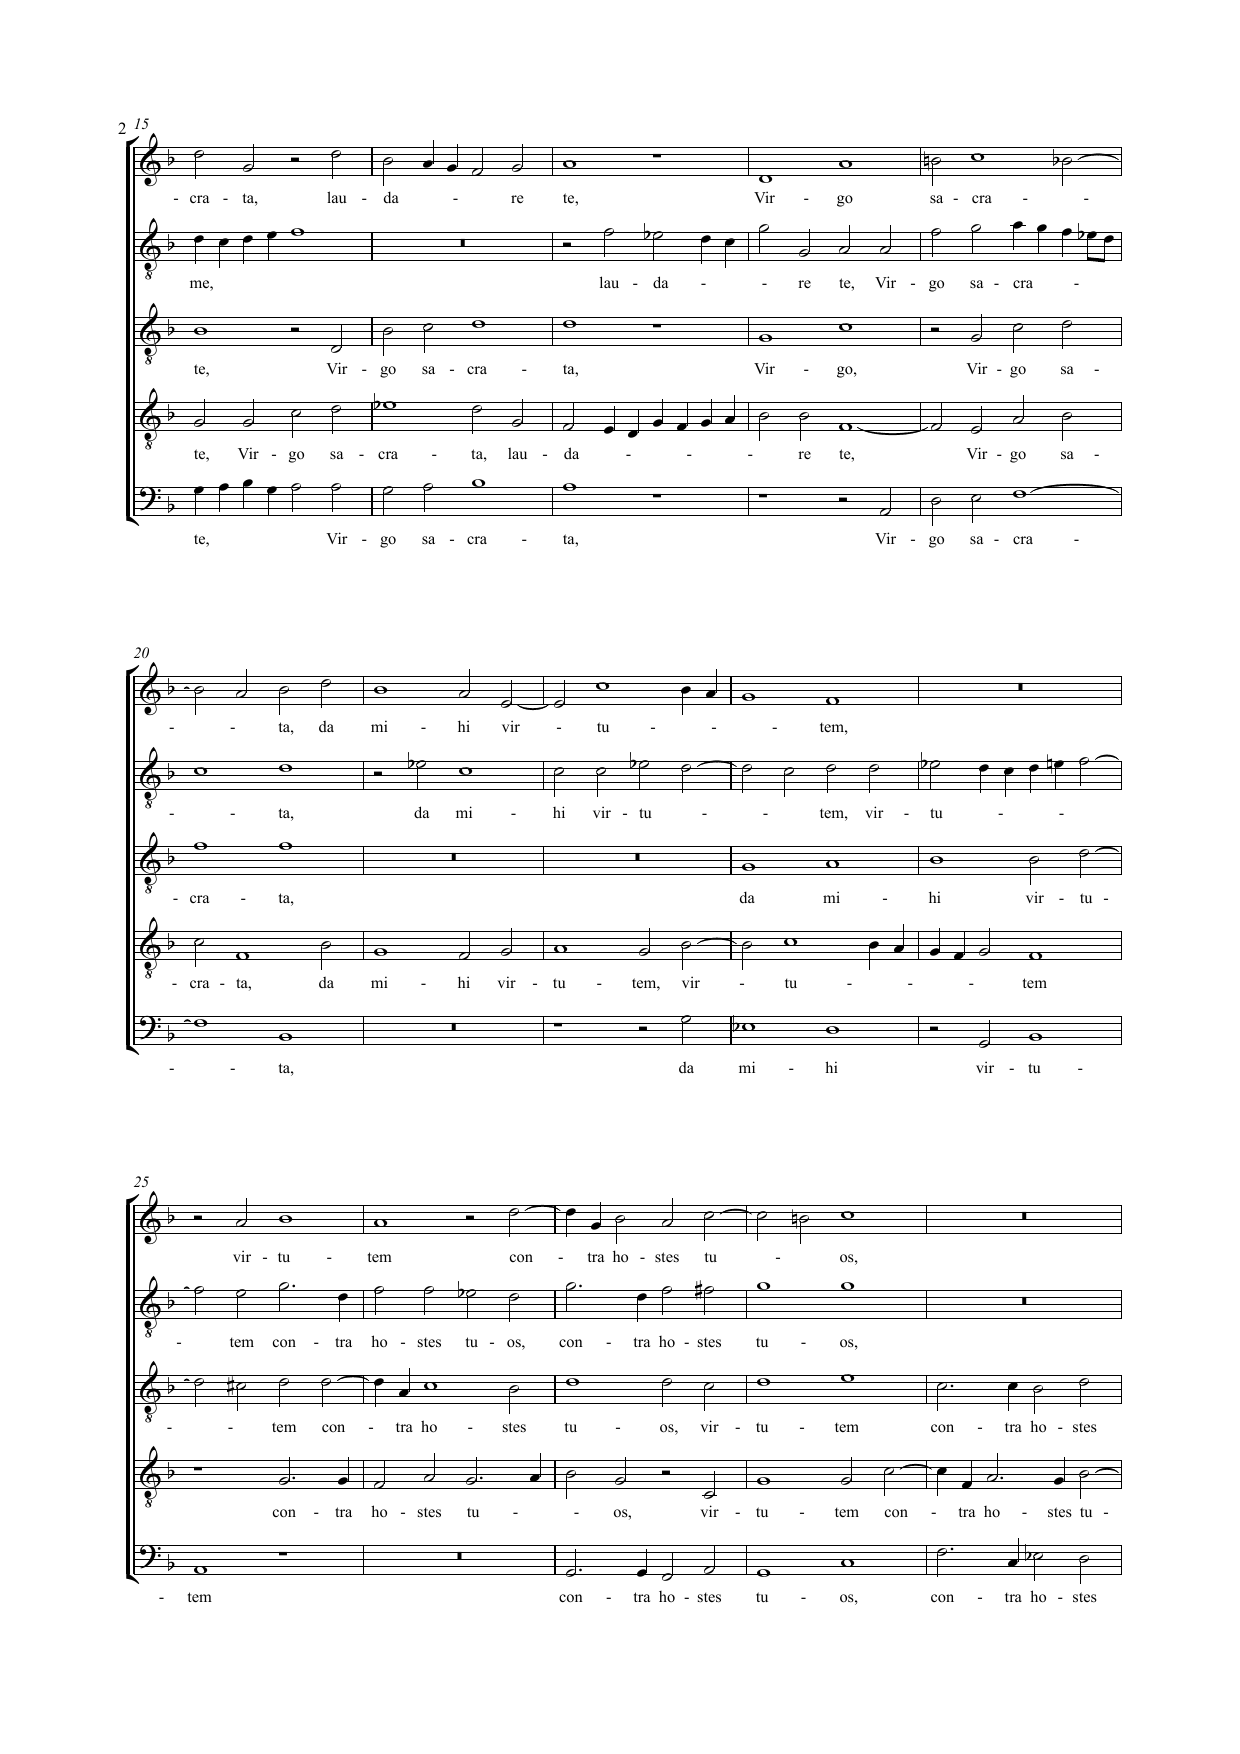 2 15
- cra - ta, lau - da - re te, Vir - go sa - cra - -
me, lau - da - - re te, Vir - go sa - cra -
te, Vir - go sa - cra - ta, Vir - go, Vir - go sa -
te, Vir - go sa - cra - ta, lau - da - - - re te, Vir - go sa -
te, Vir - go sa - cra - ta, Vir - go sa - cra -
20
- - ta, da mi - hi vir - tu - - - tem,
- - ta, da mi - hi vir - tu - - tem, vir - tu - -
- cra - ta, da mi - hi vir - tu -
- cra - ta, da mi - hi vir - tu - tem, vir - tu - - - tem
- - ta, da mi - hi vir - tu -
25
vir - tu - tem con - tra ho - stes tu - os,
- tem con - tra ho - stes tu - os, con - tra ho - stes tu - os,
- - tem con - tra ho - stes tu - os, vir - tu - tem con - tra ho - stes
con - tra ho - stes tu - - os, vir - tu - tem con - tra ho - stes tu -
- tem con - tra ho - stes tu - os, con - tra ho - stes